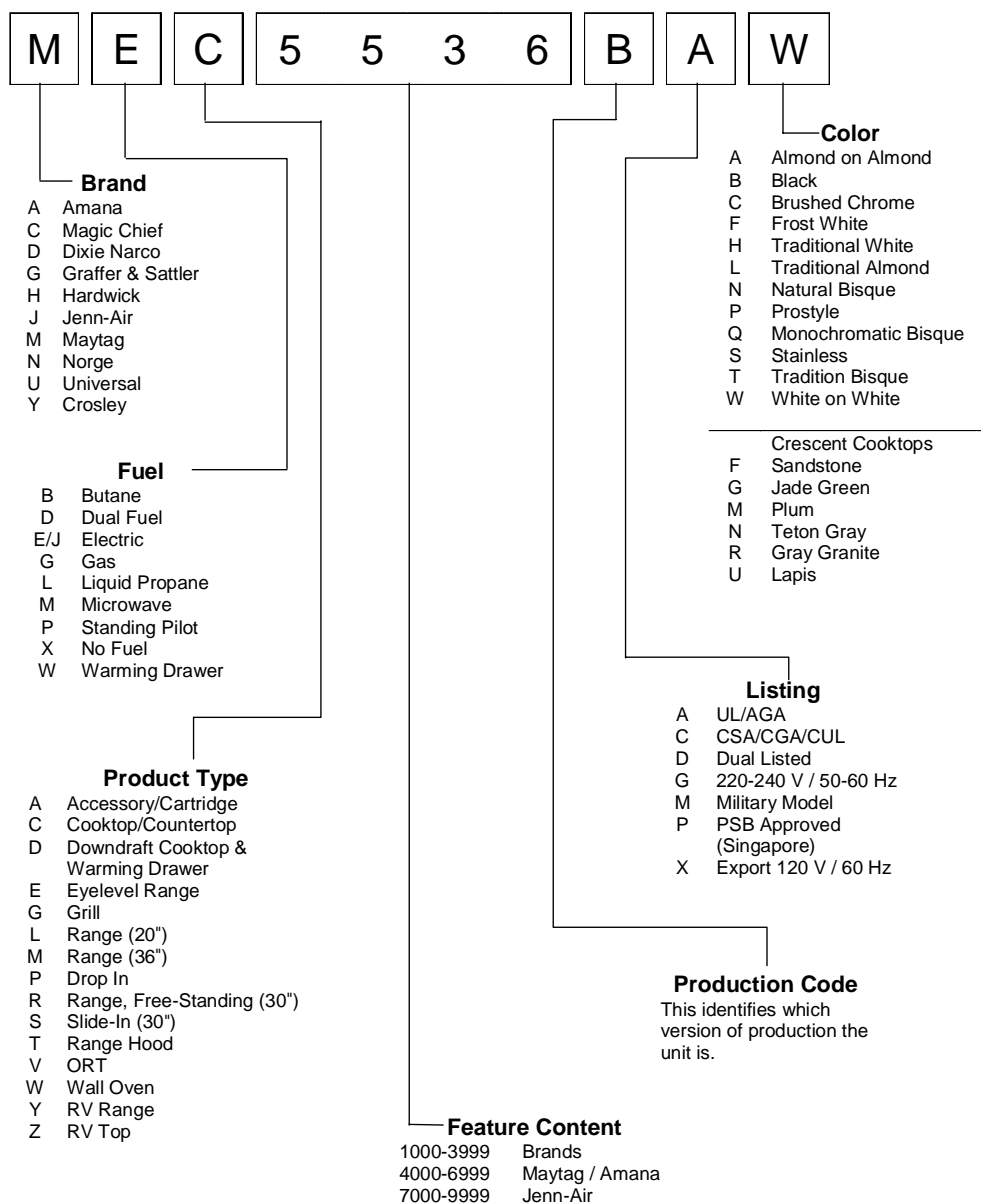 M E C 5 5 3 6 B A W
Brand
A Amana
C Magic Chief
D Dixie Narco
G Graffer & Sattler
H Hardwick
J Jenn-Air
M Maytag
N Norge
U Universal
Y Crosley
Fuel
B Butane
D Dual Fuel
E/J Electric
G Gas
L Liquid Propane
M Microwave
P Standing Pilot
X No Fuel
W Warming Drawer
Product Type
A Accessory/Cartridge
C Cooktop/Countertop
D Downdraft Cooktop &
Warming Drawer
E Eyelevel Range
G Grill
L Range (20")
M Range (36")
P Drop In
R Range, Free-Standing (30")
S Slide-In (30")
T Range Hood
V ORT
W Wall Oven
Y RV Range
Z RV Top
Feature Content
1000-3999 Brands
4000-6999 Maytag / Amana
7000-9999 Jenn-Air
Color
A Almond on Almond
B Black
C Brushed Chrome
F Frost White
H Traditional White
L Traditional Almond
N Natural Bisque
P Prostyle
Q Monochromatic Bisque
S Stainless
T Tradition Bisque
W White on White
Crescent Cooktops
F Sandstone
G Jade Green
M Plum
N Teton Gray
R Gray Granite
U Lapis
Listing
A UL/AGA
C CSA/CGA/CUL
D Dual Listed
G 220-240 V / 50-60 Hz
M Military Model
P PSB Approved
(Singapore)
X Export 120 V / 60 Hz
Production Code
This identifies which
version of production the
unit is.